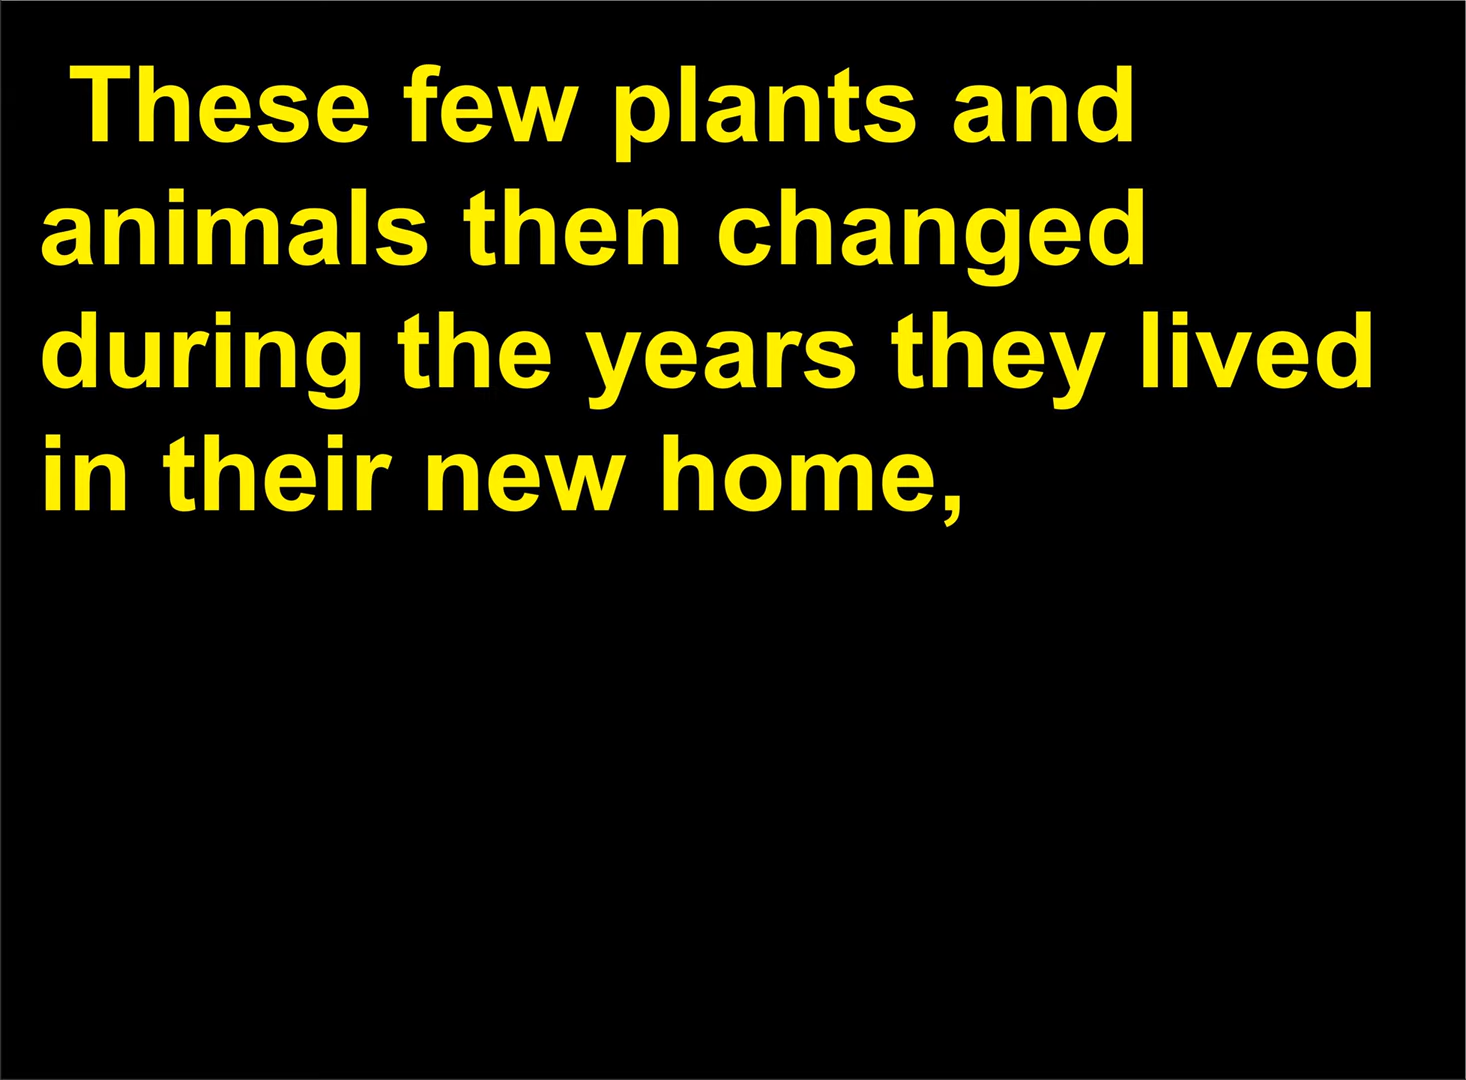 These few plants and
animals then changed
during the years they lived
in their new home,